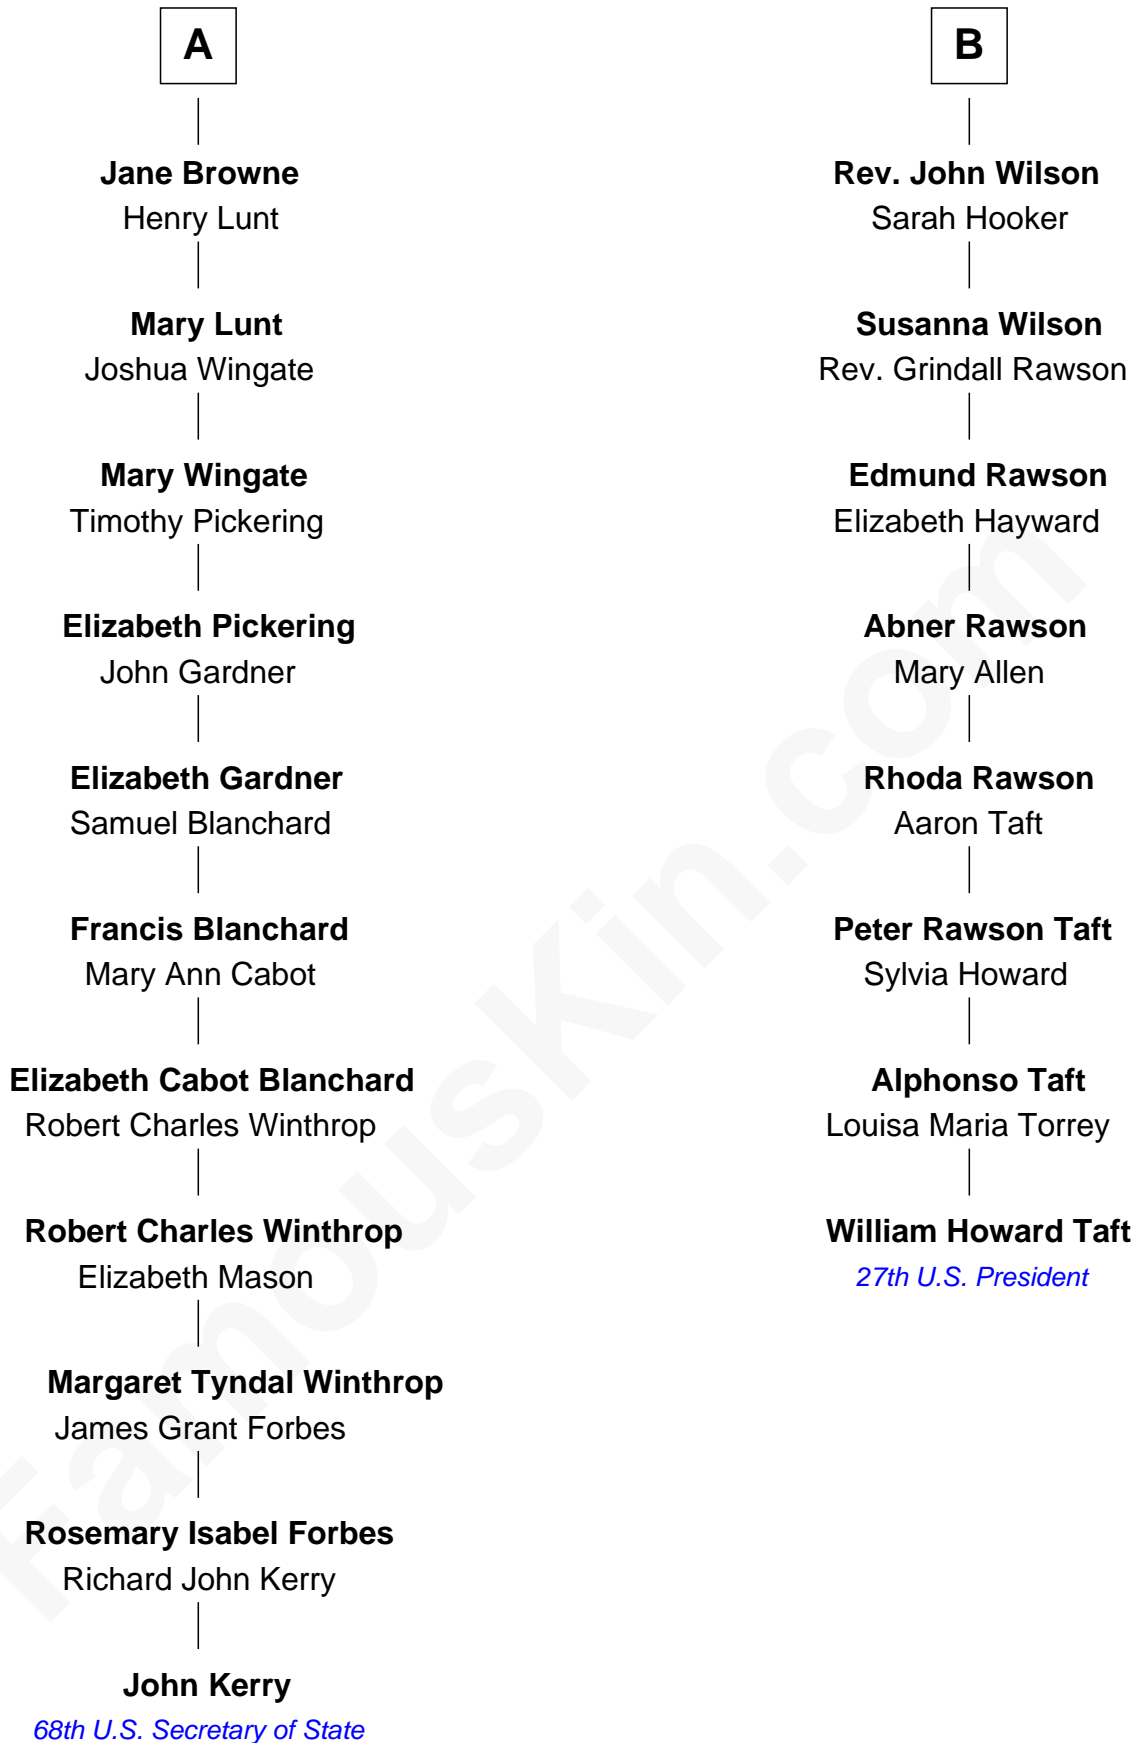 A
Jane Browne
Henry Lunt
Mary Lunt
Joshua Wingate
Mary Wingate
Timothy Pickering
Elizabeth Pickering
John Gardner
Elizabeth Gardner
Samuel Blanchard
Francis Blanchard
Mary Ann Cabot
Elizabeth Cabot Blanchard
Robert Charles Winthrop
Robert Charles Winthrop
Elizabeth Mason
Margaret Tyndal Winthrop
James Grant Forbes
Rosemary Isabel Forbes
Richard John Kerry
John Kerry
68th U.S. Secretary of State
B
Rev. John Wilson
Sarah Hooker
Susanna Wilson
Rev. Grindall Rawson
Edmund Rawson
Elizabeth Hayward
Abner Rawson
Mary Allen
Rhoda Rawson
Aaron Taft
Peter Rawson Taft
Sylvia Howard
Alphonso Taft
Louisa Maria Torrey
William Howard Taft
27th U.S. President
FamousKin.com